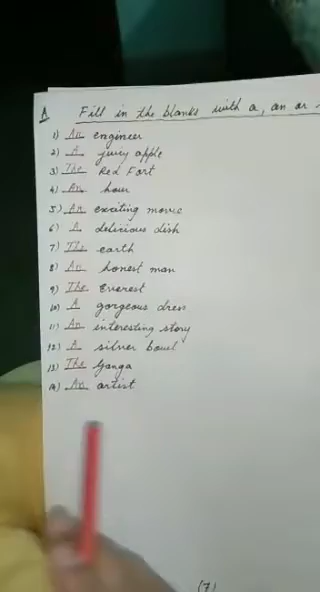 A Fill in the blanks with a, an or
1) An engineer
2) A juicy apple
3) The Red Fort
4) An hour
5) An exciting movie
6) A delicious dish
7) The earth
8) An honest man
9) The Everest
10) A gorgeous dress
11) An interesting story
12) A silver bowl
13) The Ganga
14) An artist
(7)